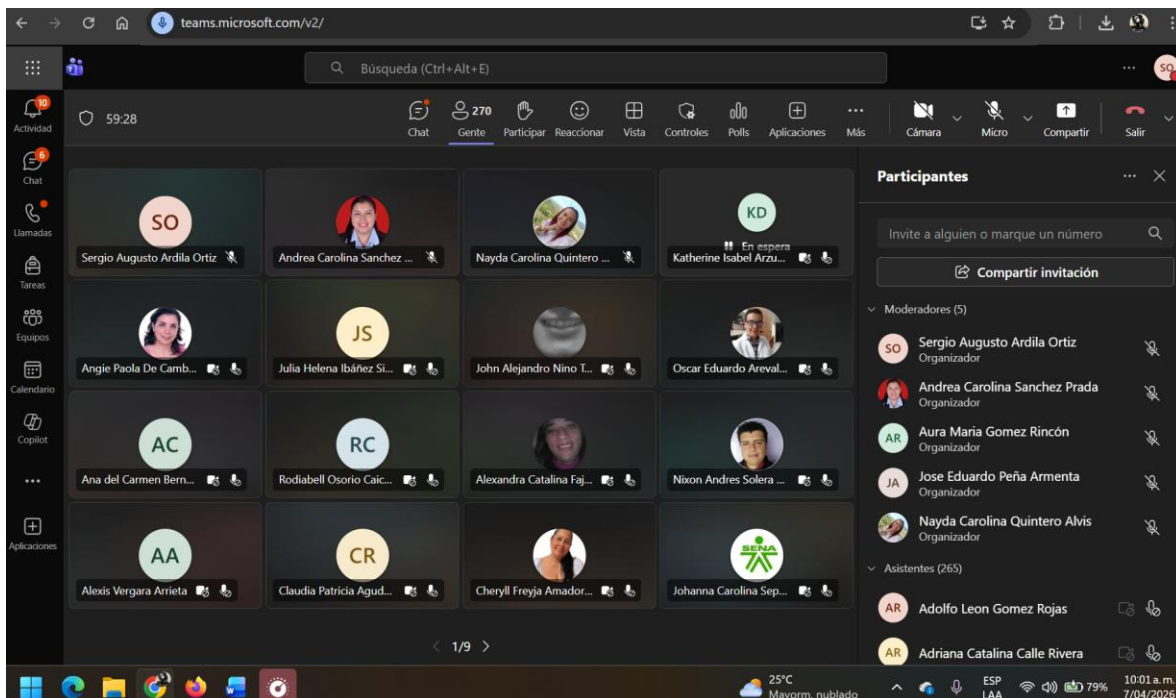 teams.microsoft.com/v2/
Búsqueda (Ctrl+Alt+E)
SO
10
Actividad
59:28
Chat
270
Gente
Participar
Reaccionar
Vista
Controles
Polls
Aplicaciones
Más
Cámara
Micro
Compartir
Salir
6
Chat
Llamadas
Tareas
Equipos
Calendario
Copilot
Aplicaciones
SO
Sergio Augusto Ardila Ortiz
Andrea Carolina Sanchez ...
Nayda Carolina Quintero ...
KD
En espera
Katherine Isabel Arzu...
Angie Paola De Camb...
JS
Julia Helena Ibáñez Si...
John Alejandro Nino T...
Oscar Eduardo Areval...
AC
Ana del Carmen Bern...
RC
Rodiabell Osorio Caic...
Alexandra Catalina Faj...
Nixon Andres Solera ...
AA
Alexis Vergara Arrieta
CR
Claudia Patricia Agud...
Cheryll Freyja Amador...
SENA
Johanna Carolina Sep...
1/9
Participantes
Invite a alguien o marque un número
Compartir invitación
Moderadores (5)
SO
Sergio Augusto Ardila Ortiz
Organizador
Andrea Carolina Sanchez Prada
Organizador
AR
Aura Maria Gomez Rincón
Organizador
JA
Jose Eduardo Peña Armenta
Organizador
Nayda Carolina Quintero Alvis
Organizador
Asistentes (265)
AR
Adolfo Leon Gomez Rojas
AR
Adriana Catalina Calle Rivera
25°C
Mayorm. nublado
ESP
LAA
79%
10:01 a. m.
7/04/2026